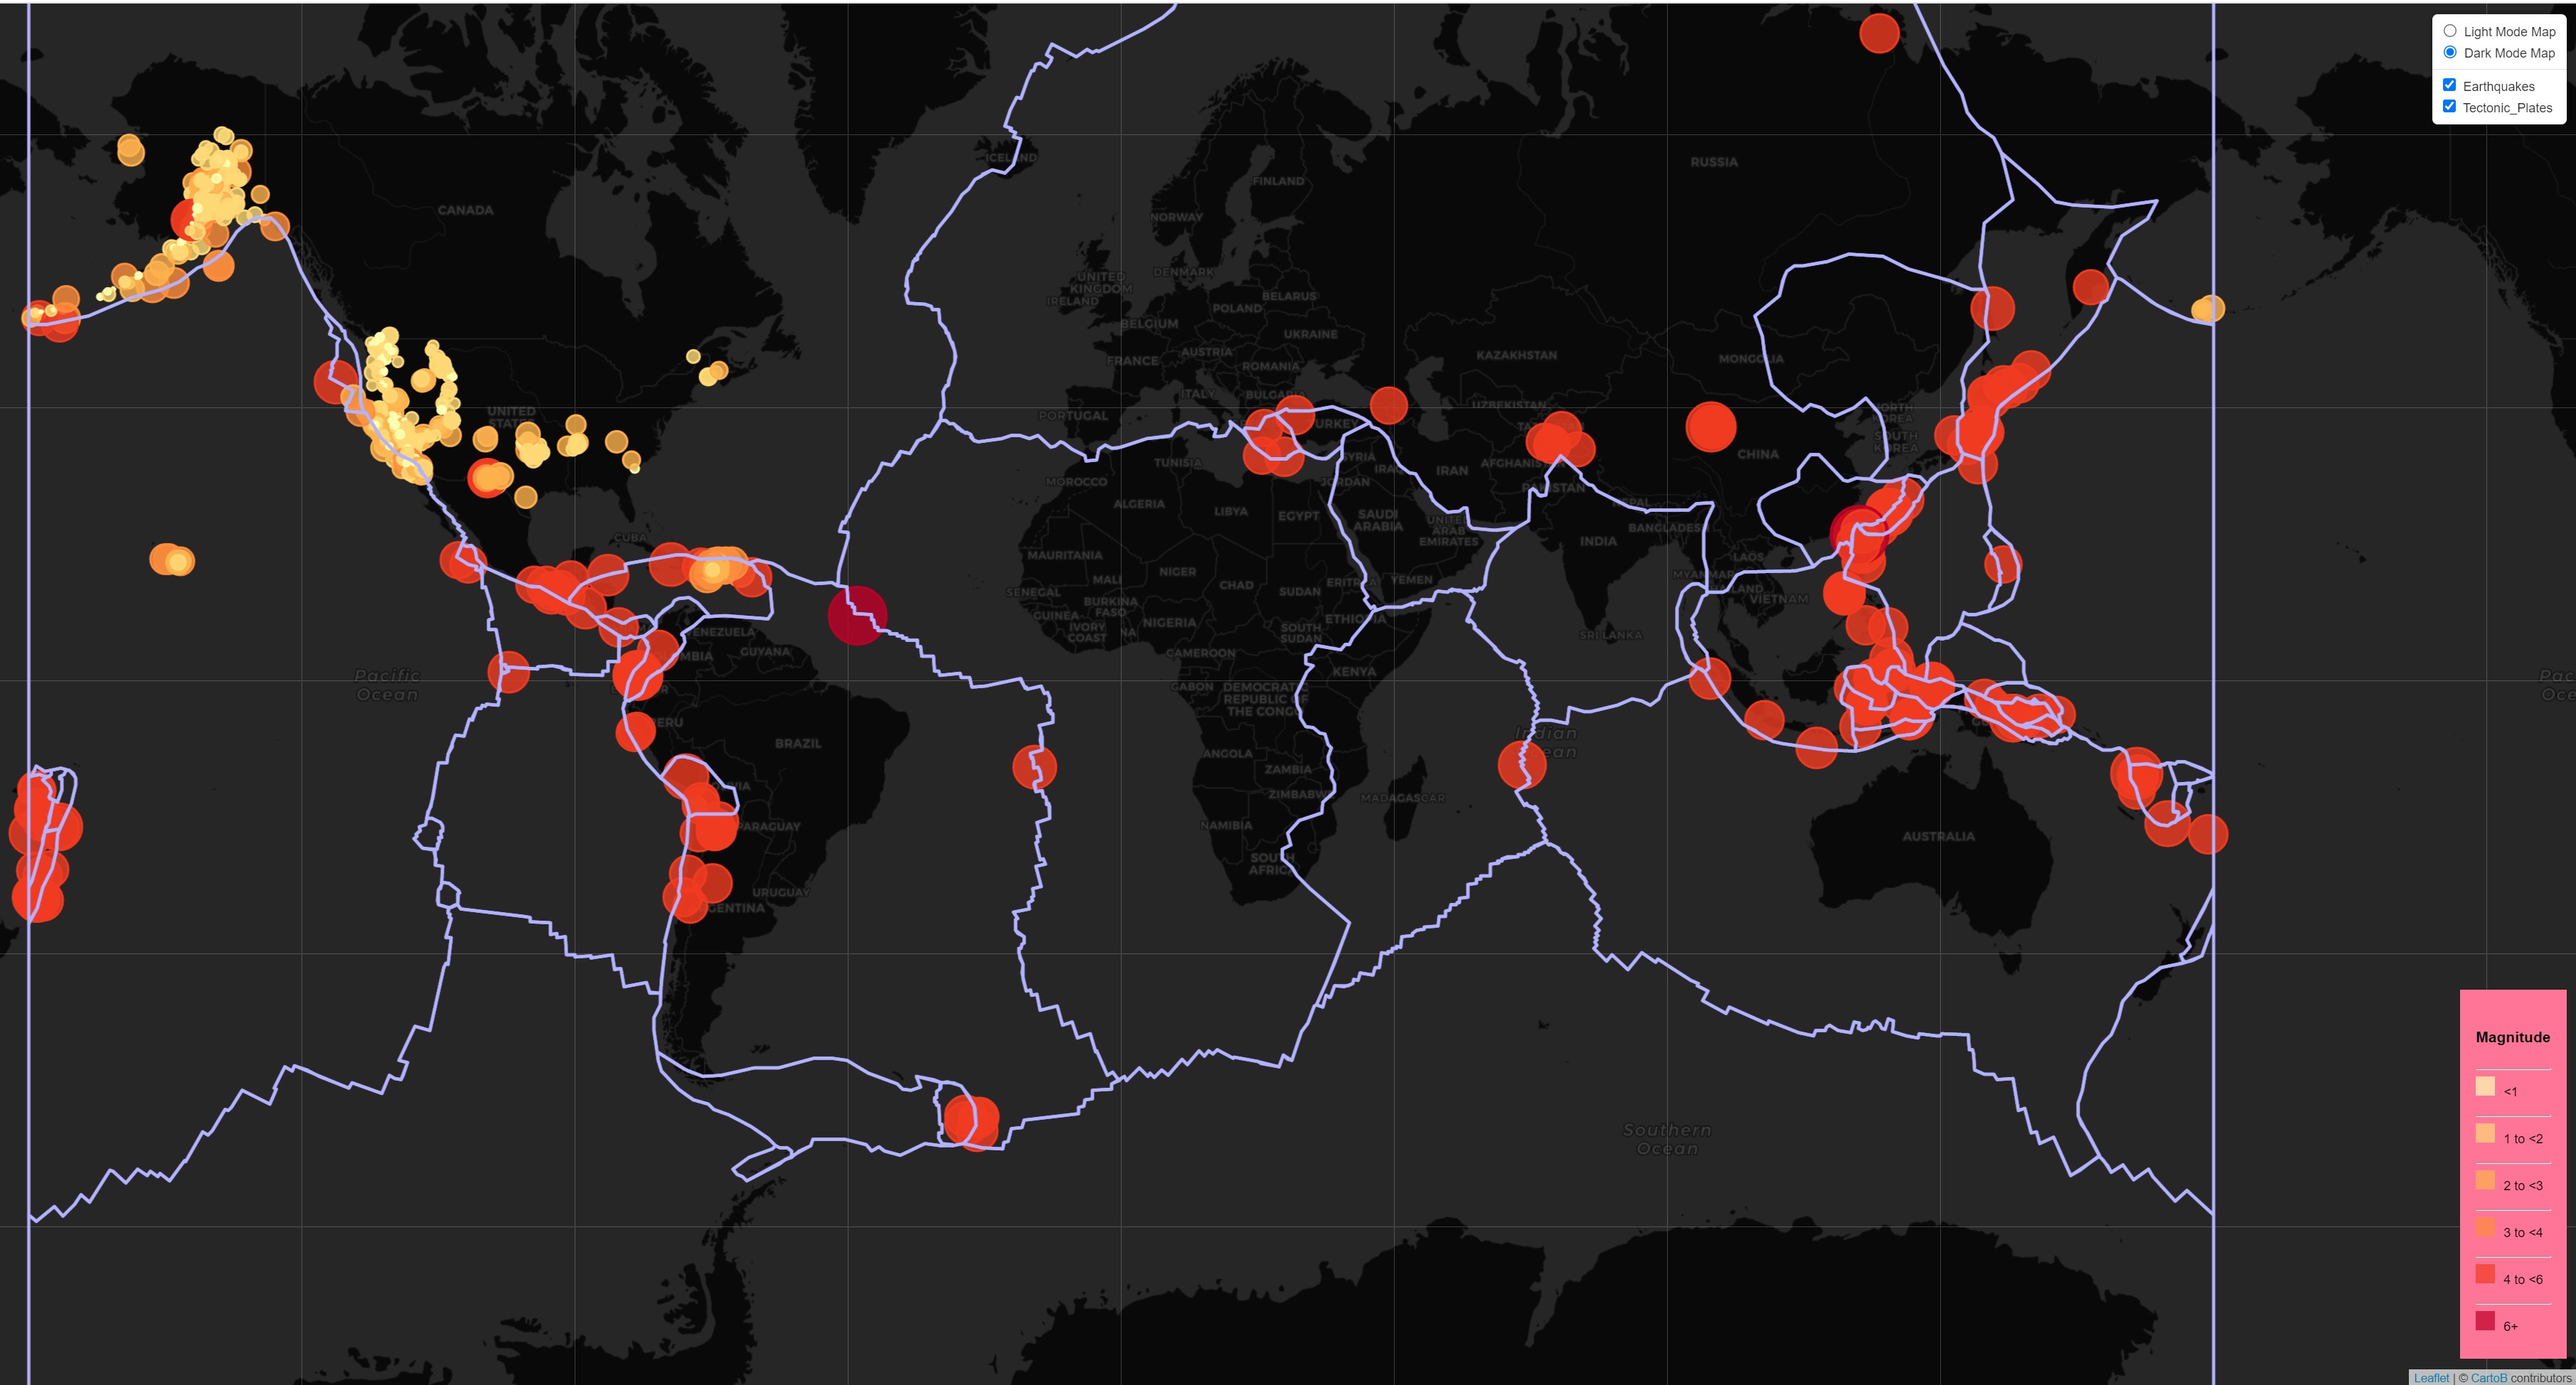 Light Mode Map
Dark Mode Map
Earthquakes
Tectonic_Plates
ICELAND
RUSSIA
FINLAND
CANADA
NORWAY
UNITED
KINGDOM
DENMARK
IRELAND
BELARUS
POLAND
BELGIUM
UKRAINE
FRANCE
AUSTRIA
KAZAKHSTAN
MONGOLIA
ROMANIA
ITALY
BULGARIA
UZBEKISTAN
UNITED
STATES
PORTUGAL
NORTH
KOREA
TURKEY
SOUTH
KOREA
CHINA
TUNISIA
SYRIA
IRAQ
IRAN
AFGHANISTAN
MOROCCO
JORDAN
PAKISTAN
ALGERIA
LIBYA
EGYPT
SAUDI
ARABIA
NEPAL
UNITED
ARAB
EMIRATES
BANGLADESH
CUBA
INDIA
MAURITANIA
LAOS
MALI
NIGER
CHAD
SUDAN
ERITREA
YEMEN
MYANMAR
SENEGAL
BURKINA
FASO
VIETNAM
GUINEA
IVORY
COAST
NIGERIA
ETHIOPIA
SOUTH
SUDAN
SRI LANKA
VENEZUELA
GUYANA
CAMEROON
KENYA
Pacific
Ocean
GABON
DEMOCRATIC
REPUBLIC OF
THE CONGO
PERU
BRAZIL
Indian
Ocean
ANGOLA
ZAMBIA
ZIMBABWE
MADAGASCAR
PARAGUAY
NAMIBIA
AUSTRALIA
SOUTH
AFRICA
URUGUAY
GENTINA
Southern
Ocean
Magnitude
<1
1 to <2
2 to <3
3 to <4
4 to <6
6+
Leaflet | © CartoB contributors